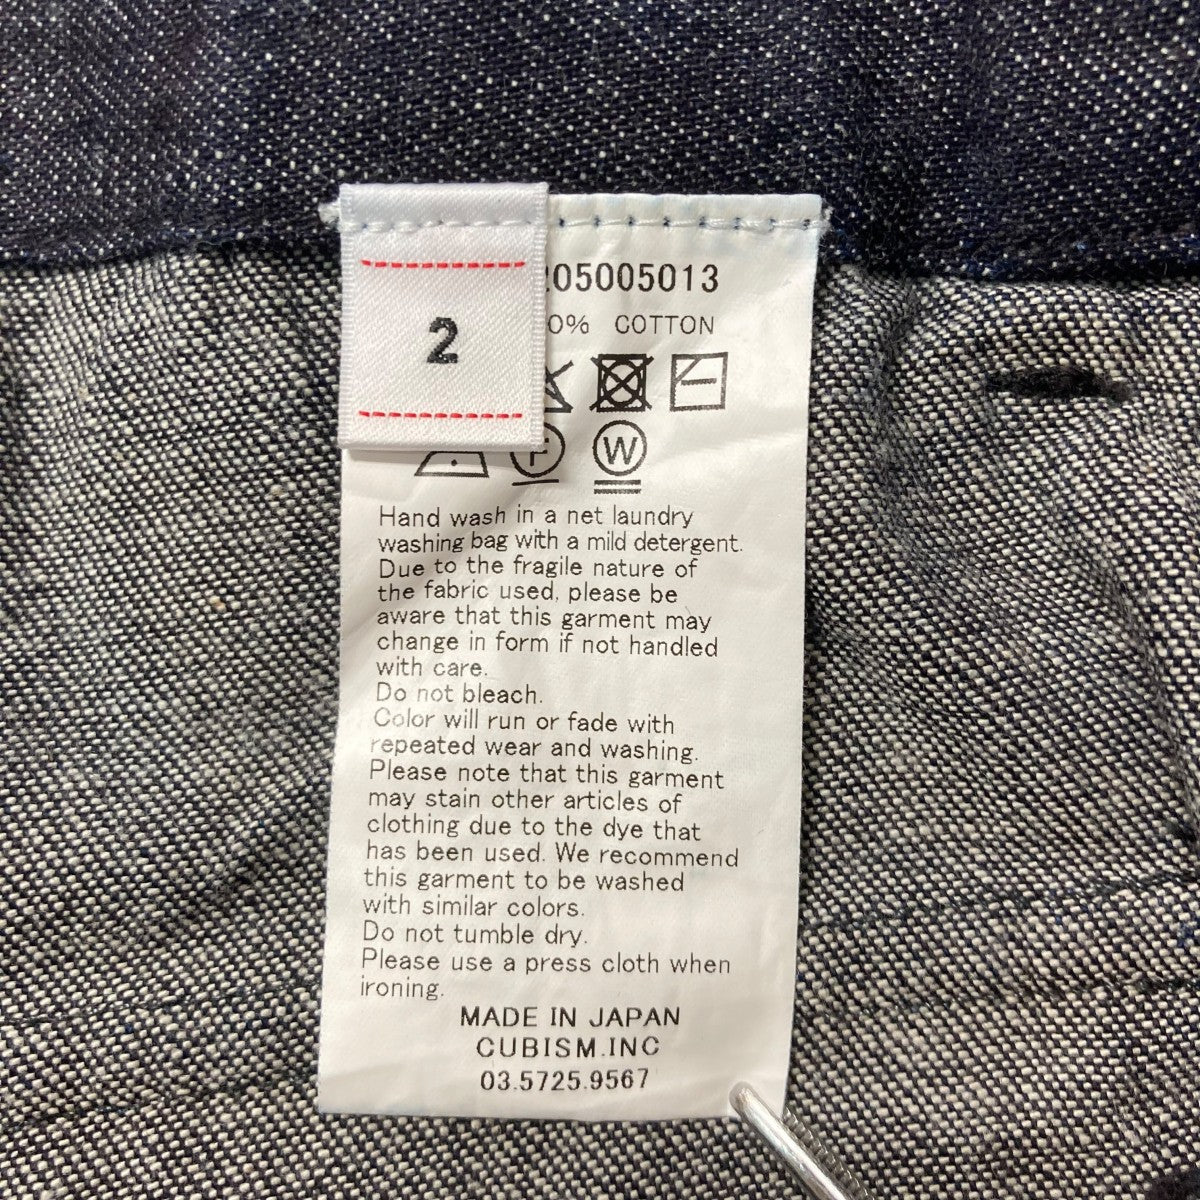 2
05005013
0% COTTON
W
Hand wash in a net laundry
washing bag with a mild detergent.
Due to the fragile nature of
the fabric used, please be
aware that this garment may
change in form if not handled
with care.
Do not bleach.
Color will run or fade with
repeated wear and washing.
Please note that this garment
may stain other articles of
clothing due to the dye that
has been used. We recommend
this garment to be washed
with similar colors.
Do not tumble dry.
Please use a press cloth when
ironing.
MADE IN JAPAN
CUBISM.INC
03.5725.9567